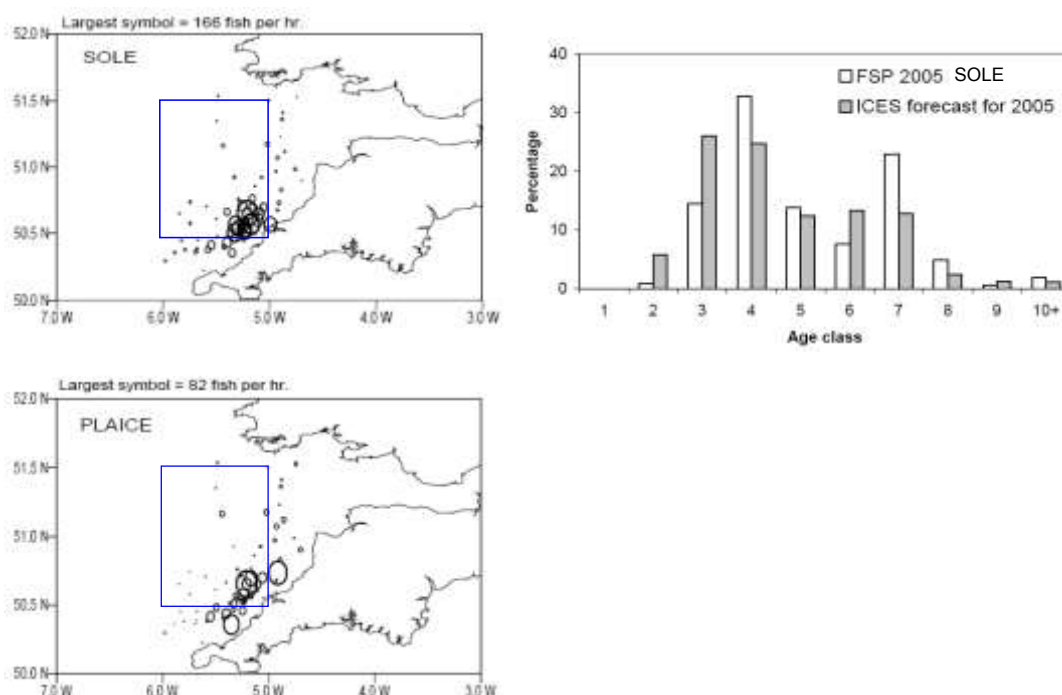 Largest symbol = 166 fish per hr.
52.0 N
SOLE
51.5 N
51.0 N
50.5 N
50.0 N
7.0 W 6.0 W 5.0 W 4.0 W 3.0 W
40
30
20
10
0
Percentage
FSP 2005 SOLE
ICES forecast for 2005
1 2 3 4 5 6 7 8 9 10+
Age class
Largest symbol = 82 fish per hr.
52.0 N
PLAICE
51.5 N
51.0 N
50.5 N
50.0 N
7.0 W 6.0 W 5.0 W 4.0 W 3.0 W